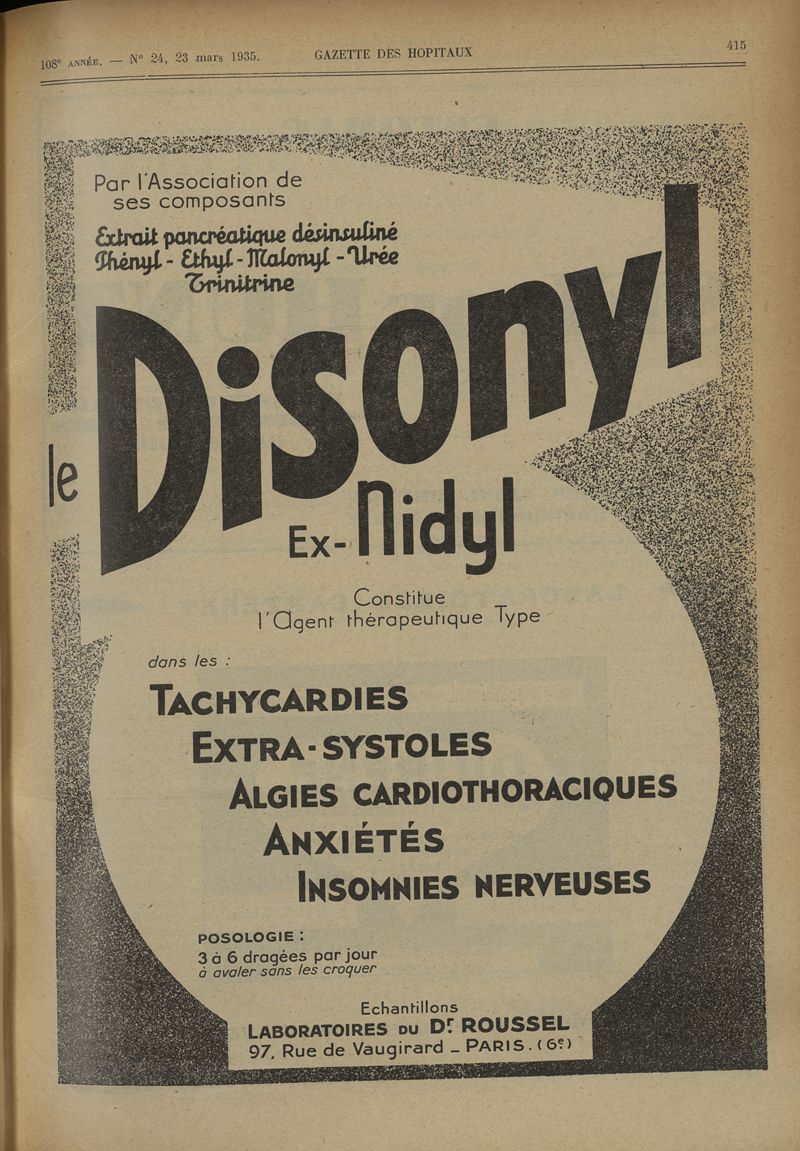 108e ANNÉE. — No 24, 23 mars 1935.
GAZETTE DES HOPITAUX
415
Par l'Association de
ses composants
Extrait pancréatique désinsuliné
Phényl - Ethyl - Malonyl - Urée
Trinitrine
le Disonyl
Ex-Nidyl
Constitue
l'Agent thérapeutique Type
dans les :
TACHYCARDIES
EXTRA-SYSTOLES
ALGIES CARDIOTHORACIQUES
ANXIÉTÉS
INSOMNIES NERVEUSES
POSOLOGIE :
3 à 6 dragées par jour
à avaler sans les croquer
Echantillons
LABORATOIRES DU Dr ROUSSEL
97, Rue de Vaugirard _ PARIS. (6e)